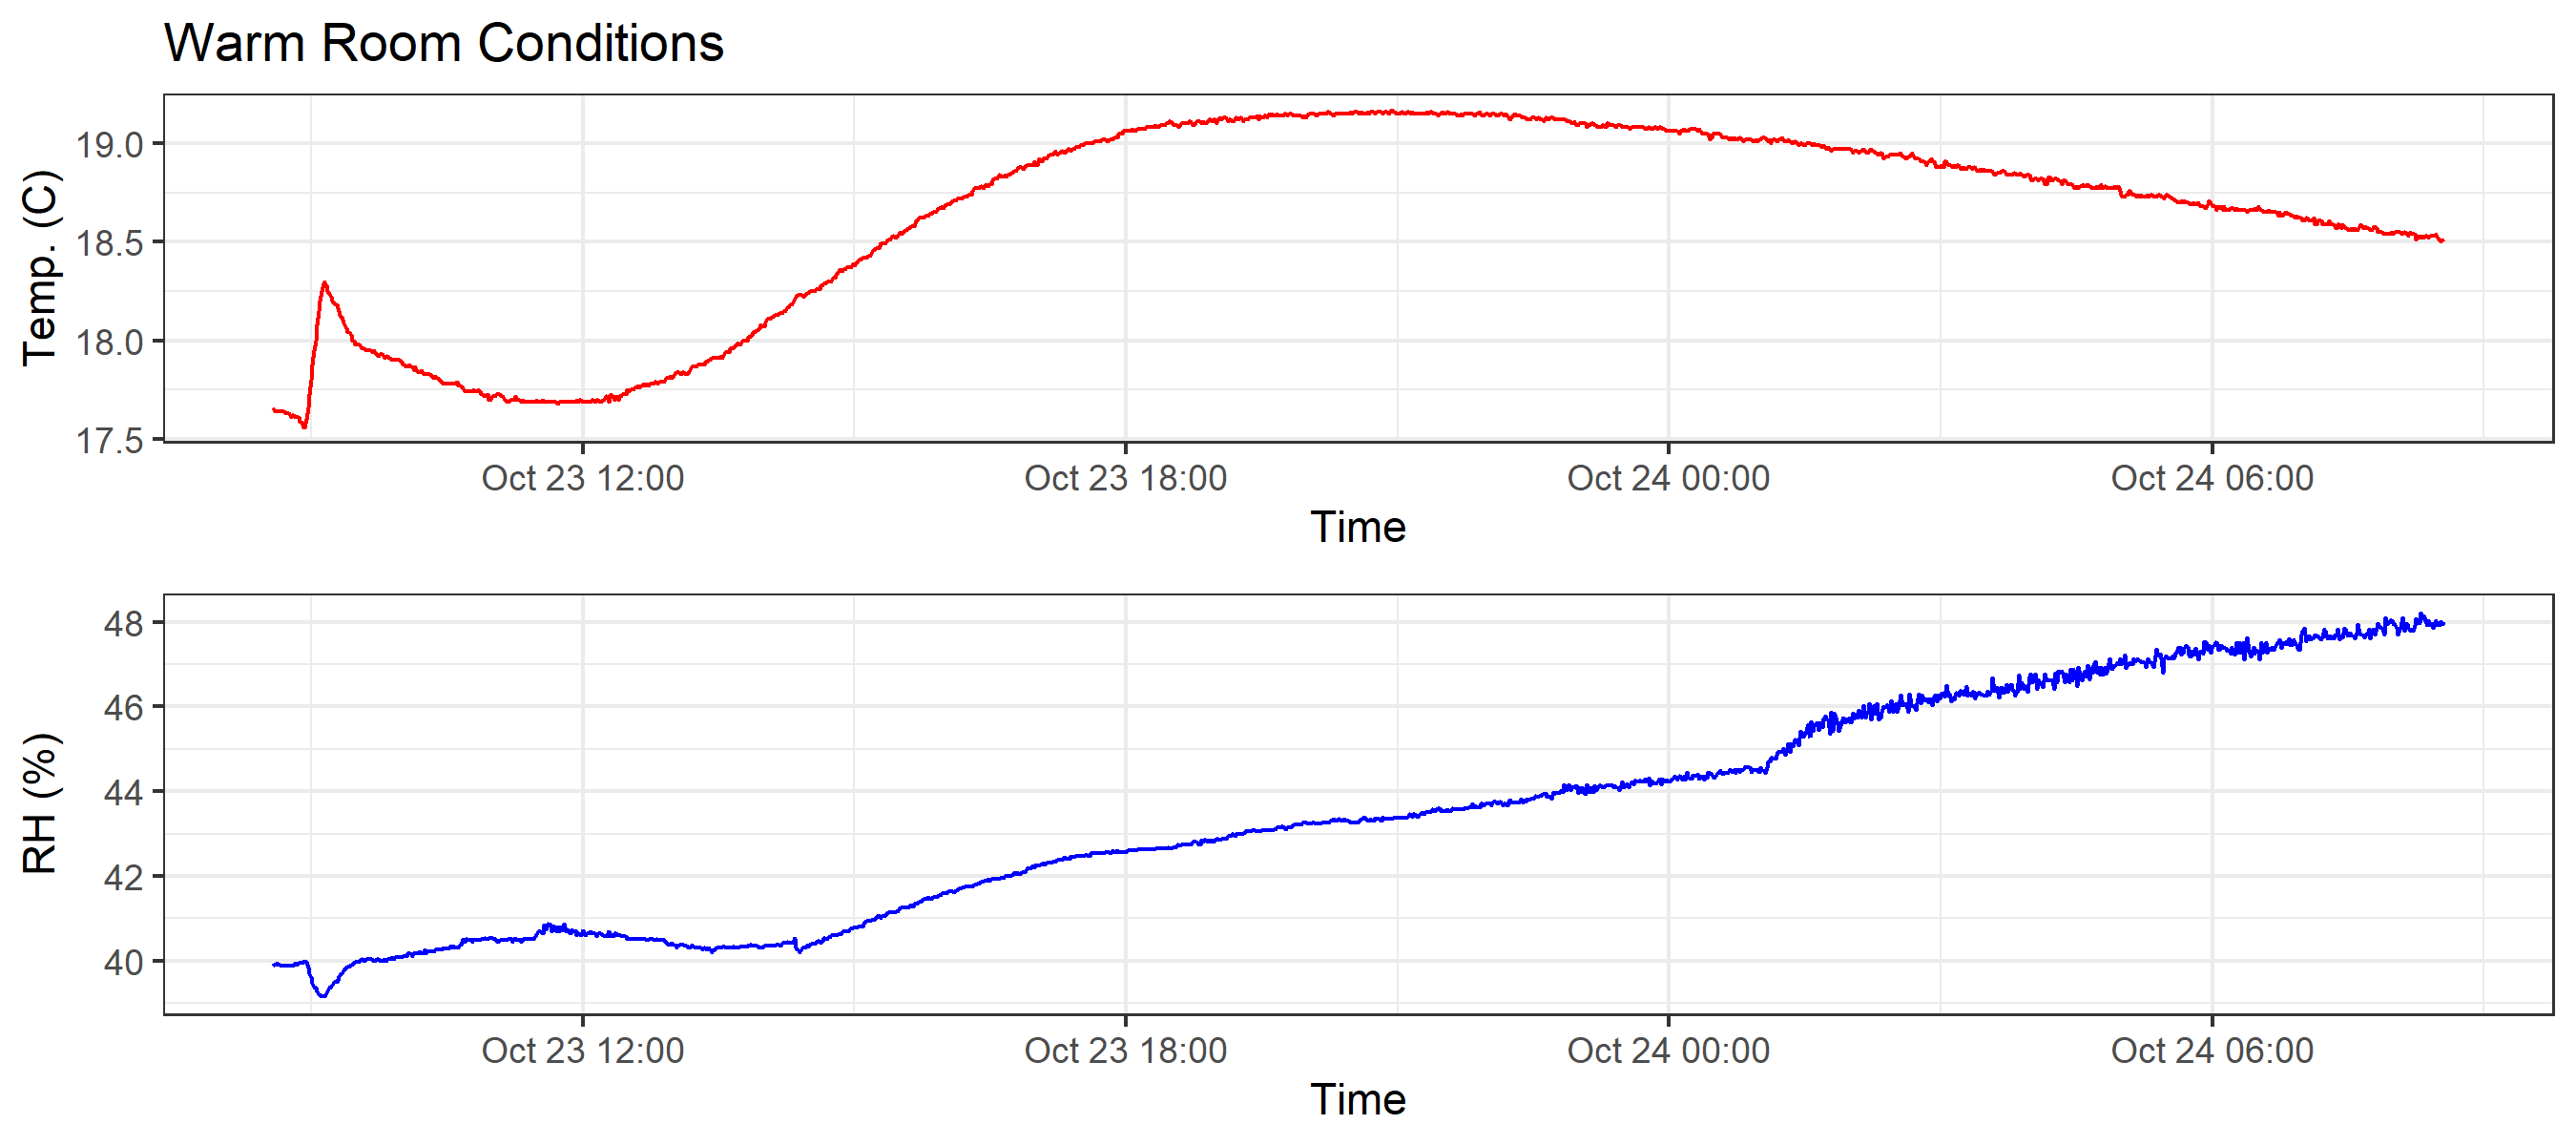 Warm Room Conditions
Temp. (C)
19.0
18.5
18.0
17.5
Oct 23 12:00 Oct 23 18:00 Oct 24 00:00 Oct 24 06:00
Time
RH (%)
48
46
44
42
40
Oct 23 12:00 Oct 23 18:00 Oct 24 00:00 Oct 24 06:00
Time